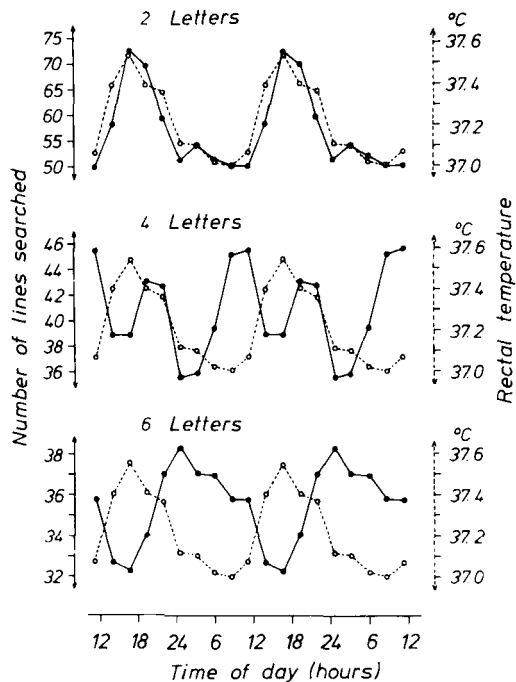 2 Letters
°C
75
70
65
60
55
50
37.6
37.4
37.2
37.0
4 Letters
°C
46
44
42
40
38
36
37.6
37.4
37.2
37.0
6 Letters
°C
38
36
34
32
37.6
37.4
37.2
37.0
Number of lines searched
Rectal temperature
12 18 24 6 12 18 24 6 12
Time of day (hours)